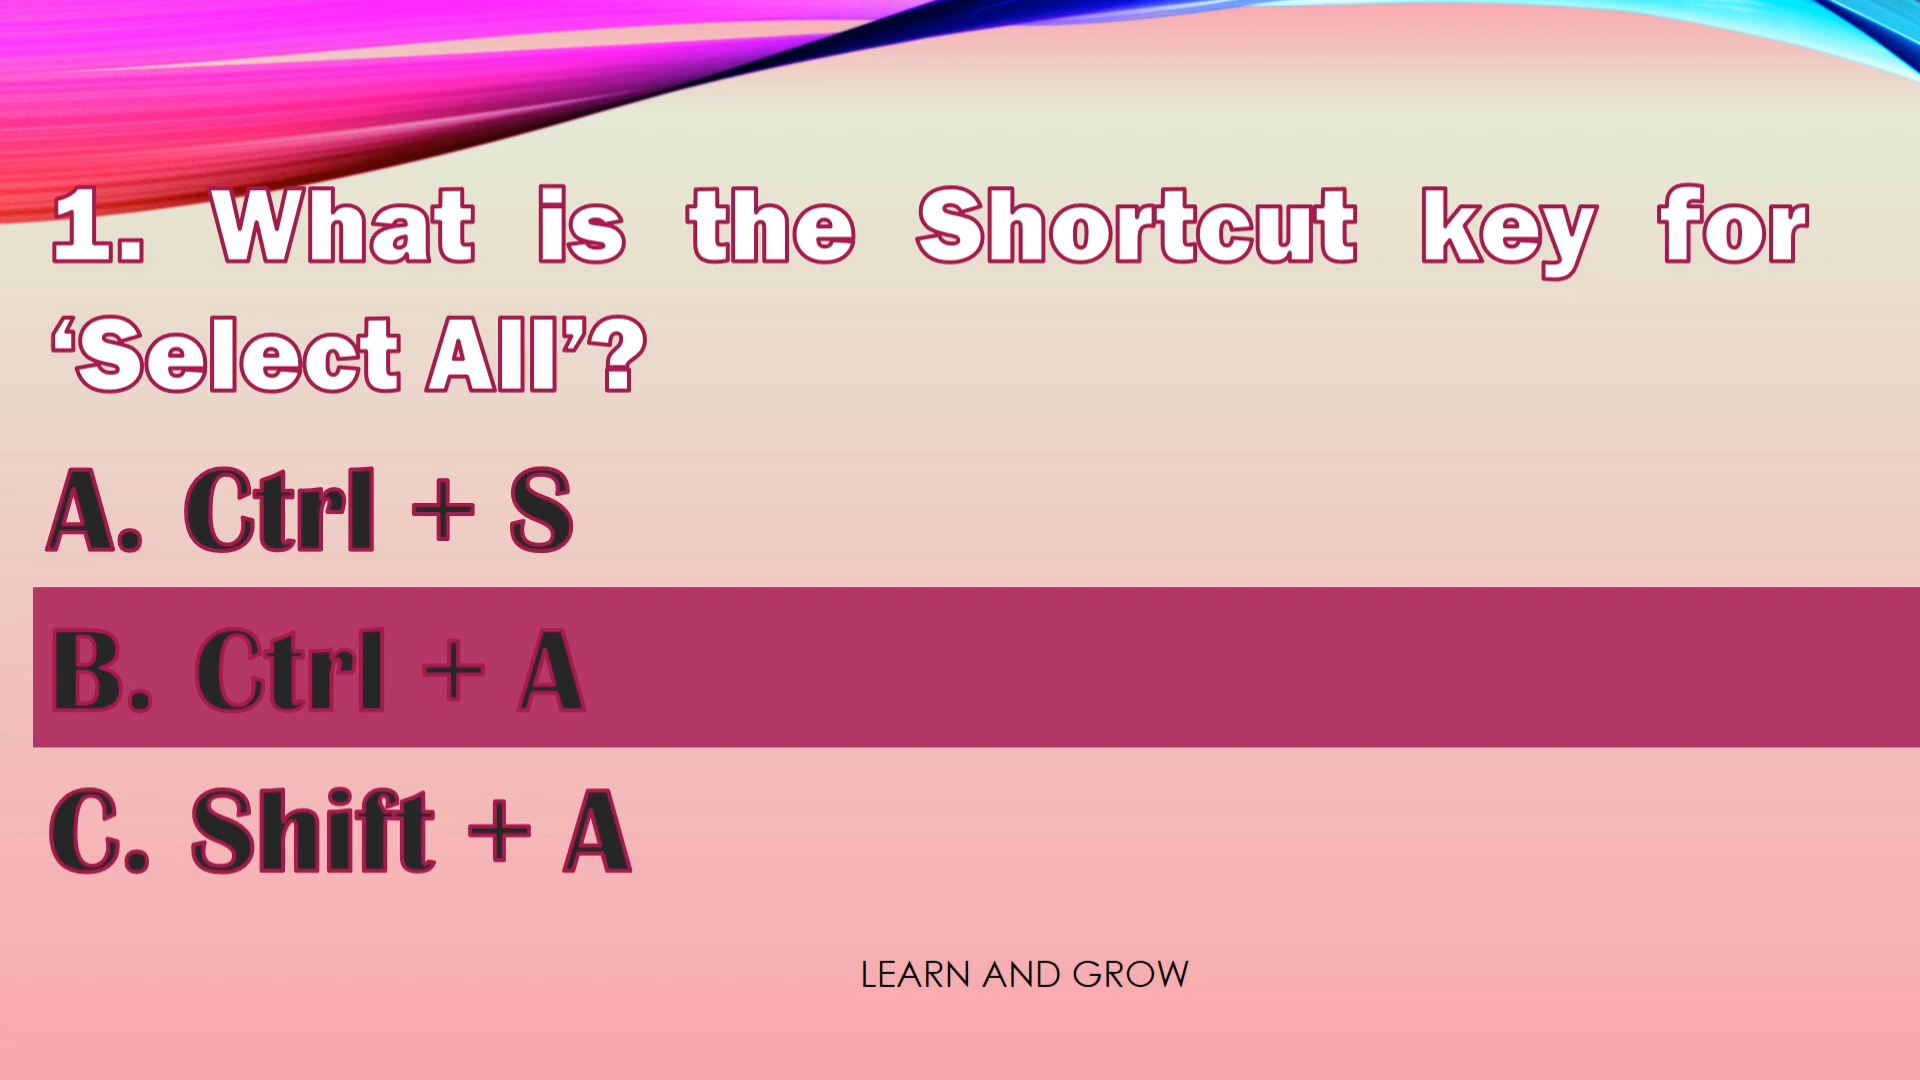 1. What is the Shortcut key for
‘Select All’?
A. Ctrl + S
B. Ctrl + A
C. Shift + A
LEARN AND GROW